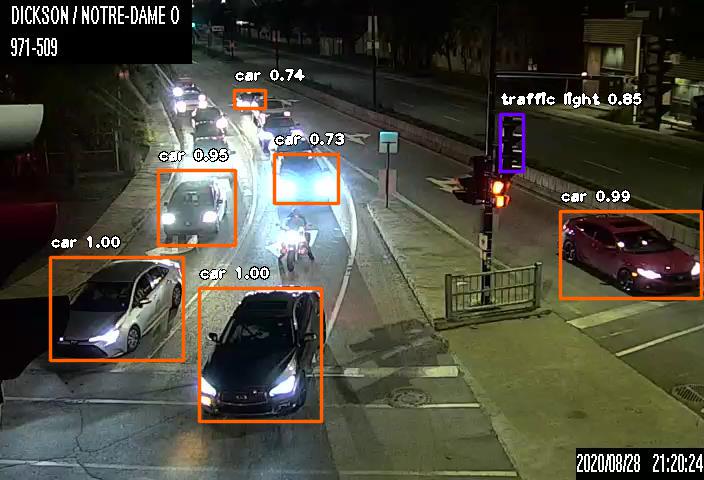 DICKSON / NOTRE-DAME O
971-509
car 0.74
traffic light 0.85
car 0.73
car 0.95
car 0.99
car 1.00
car 1.00
2020/08/28 21:20:24